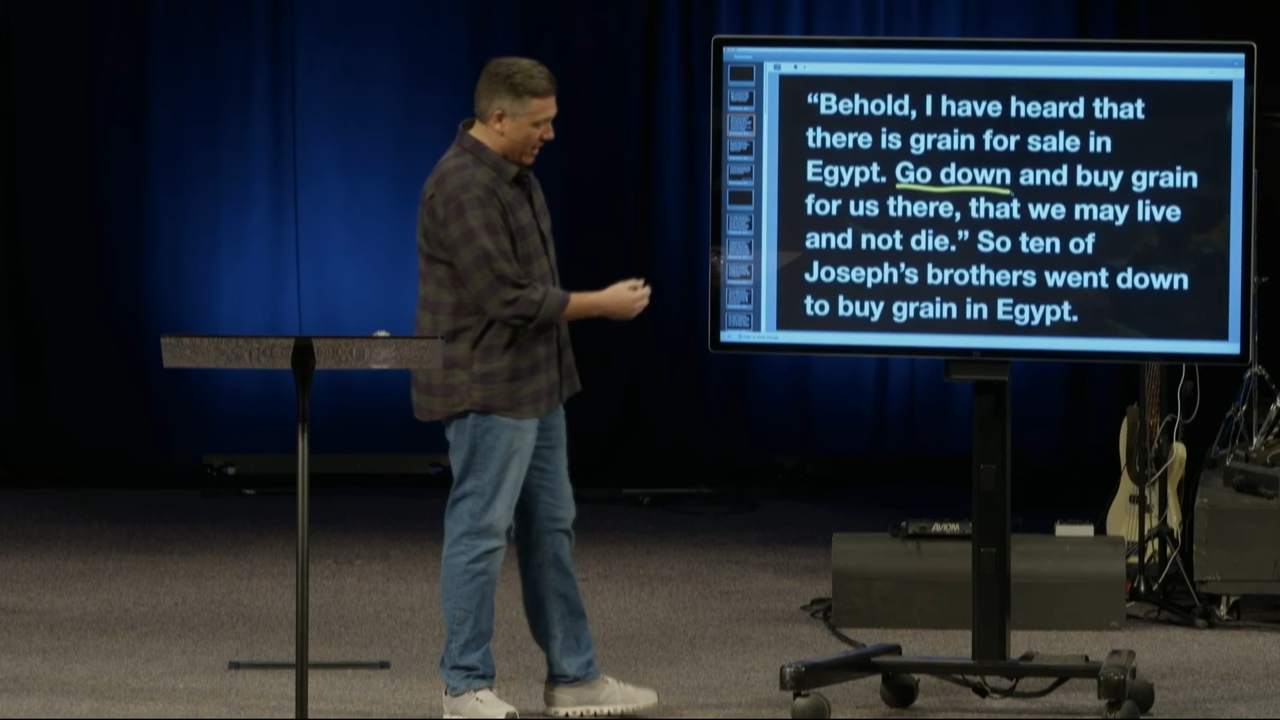 “Behold, I have heard that
there is grain for sale in
Egypt. Go down and buy grain
for us there, that we may live
and not die.” So ten of
Joseph’s brothers went down
to buy grain in Egypt.
AVIOM